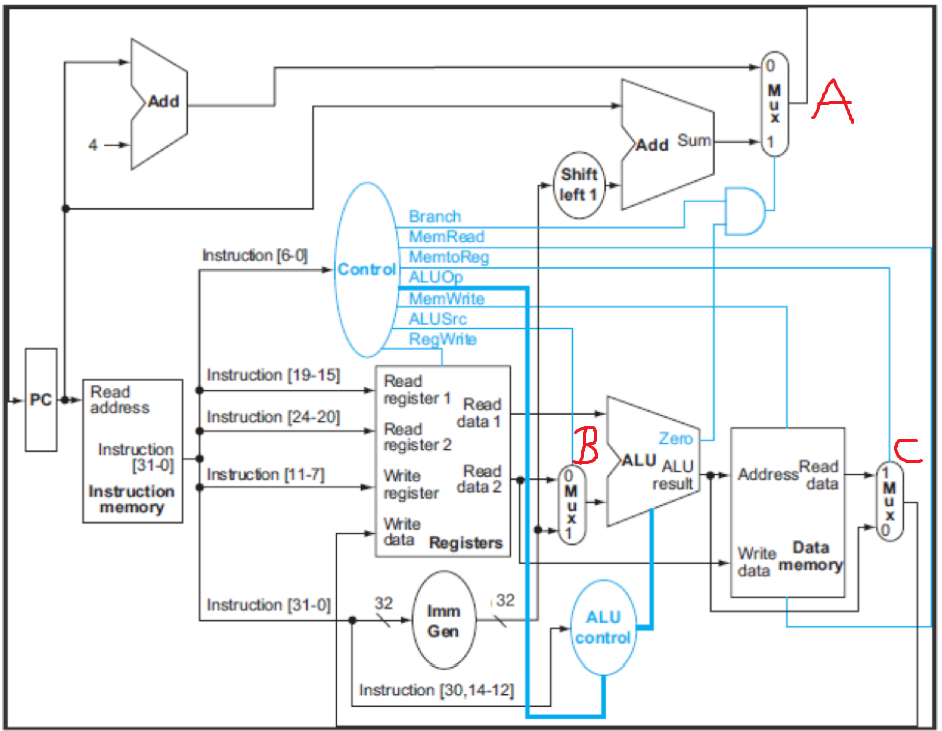 0
M
u
x
1
A
Add
4
Add Sum
Shift
left 1
Branch
MemRead
MemtoReg
ALUOp
MemWrite
ALUSrc
RegWrite
Control
Instruction [6-0]
Instruction [19-15]
Instruction [24-20]
Instruction [11-7]
Instruction [31-0]
PC
Read
address
Instruction
[31-0]
Instruction
memory
Read
register 1
Read
register 2
Write
register
Write
data
Read
data 1
Read
data 2
Registers
B
0
M
u
x
1
Zero
ALU
ALU
result
Address
Read
data
Write
data
Data
memory
C
1
M
u
x
0
32
Imm
Gen
32
ALU
control
Instruction [30,14-12]